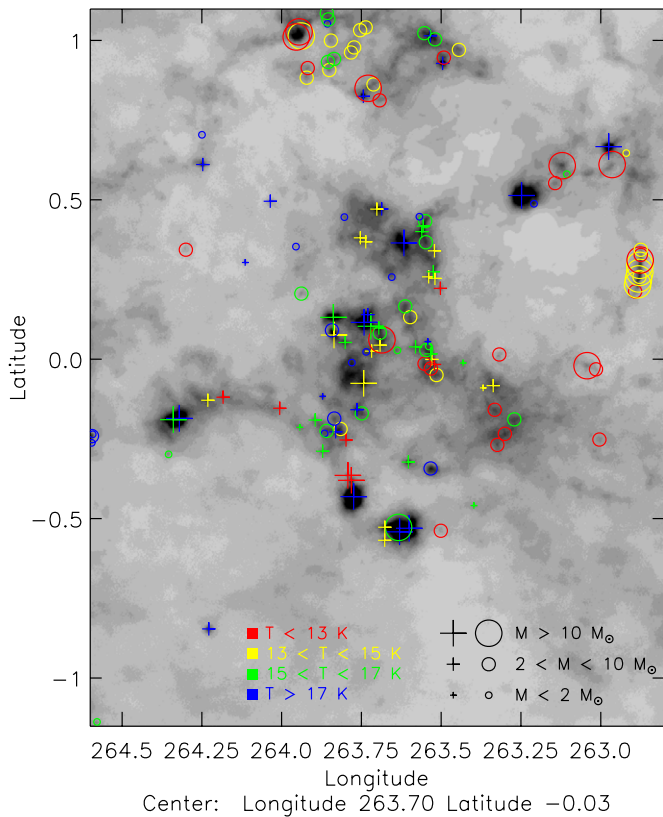 1
0.5
Latitude
0.0
−0.5
T < 13 K
M > 10 M⊙
13 < T < 15 K
2 < M < 10 M⊙
15 < T < 17 K
T > 17 K
M < 2 M⊙
−1
264.5 264.25 264.0 263.75 263.5 263.25 263.0
Longitude
Center: Longitude 263.70 Latitude −0.03